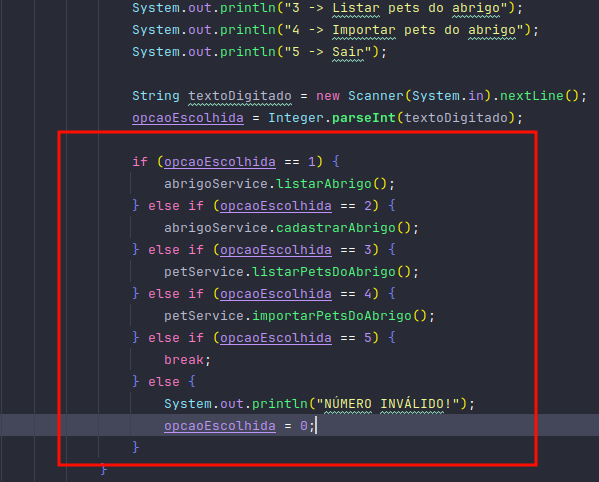 System.out.println("3 -> Listar pets do abrigo");
System.out.println("4 -> Importar pets do abrigo");
System.out.println("5 -> Sair");
String textoDigitado = new Scanner(System.in).nextLine();
opcaoEscolhida = Integer.parseInt(textoDigitado);
if (opcaoEscolhida == 1) {
abrigoService.listarAbrigo();
} else if (opcaoEscolhida == 2) {
abrigoService.cadastrarAbrigo();
} else if (opcaoEscolhida == 3) {
petService.listarPetsDoAbrigo();
} else if (opcaoEscolhida == 4) {
petService.importarPetsDoAbrigo();
} else if (opcaoEscolhida == 5) {
break;
} else {
System.out.println("NÚMERO INVÁLIDO!");
opcaoEscolhida = 0;
}
}